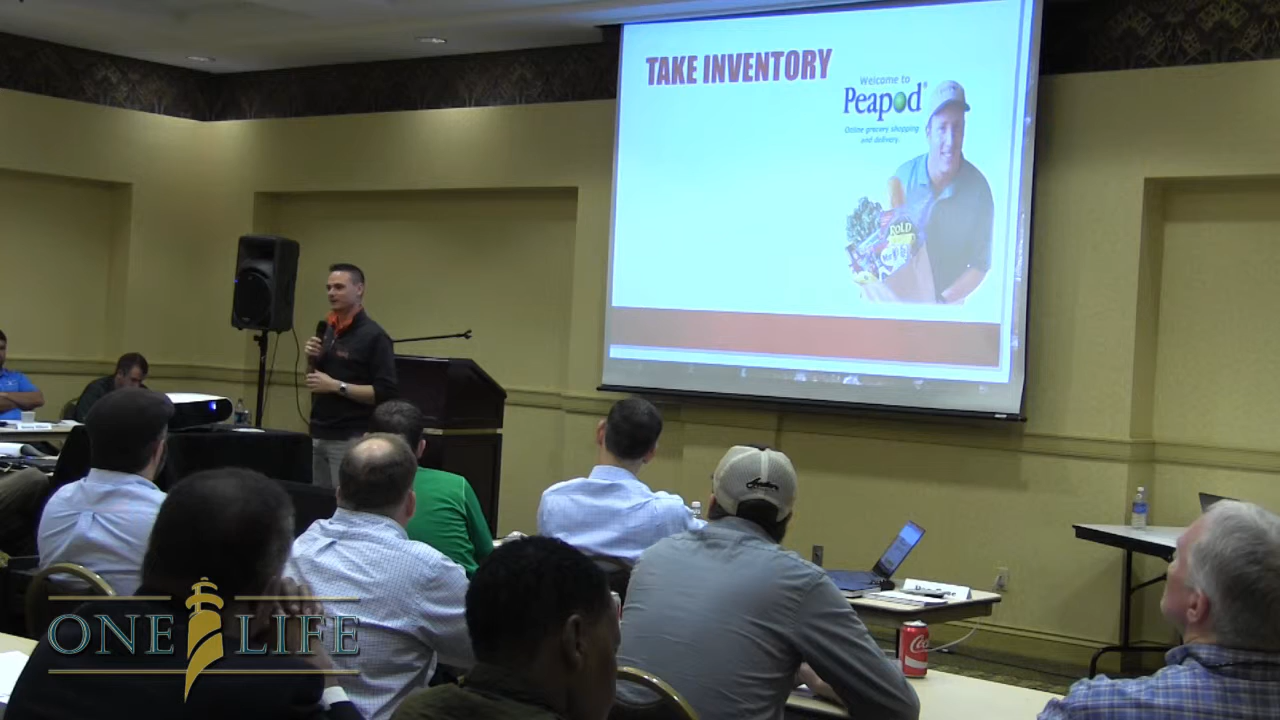 TAKE INVENTORY
Welcome to
Peapod®
Online grocery shopping
and delivery.
ONE LIFE